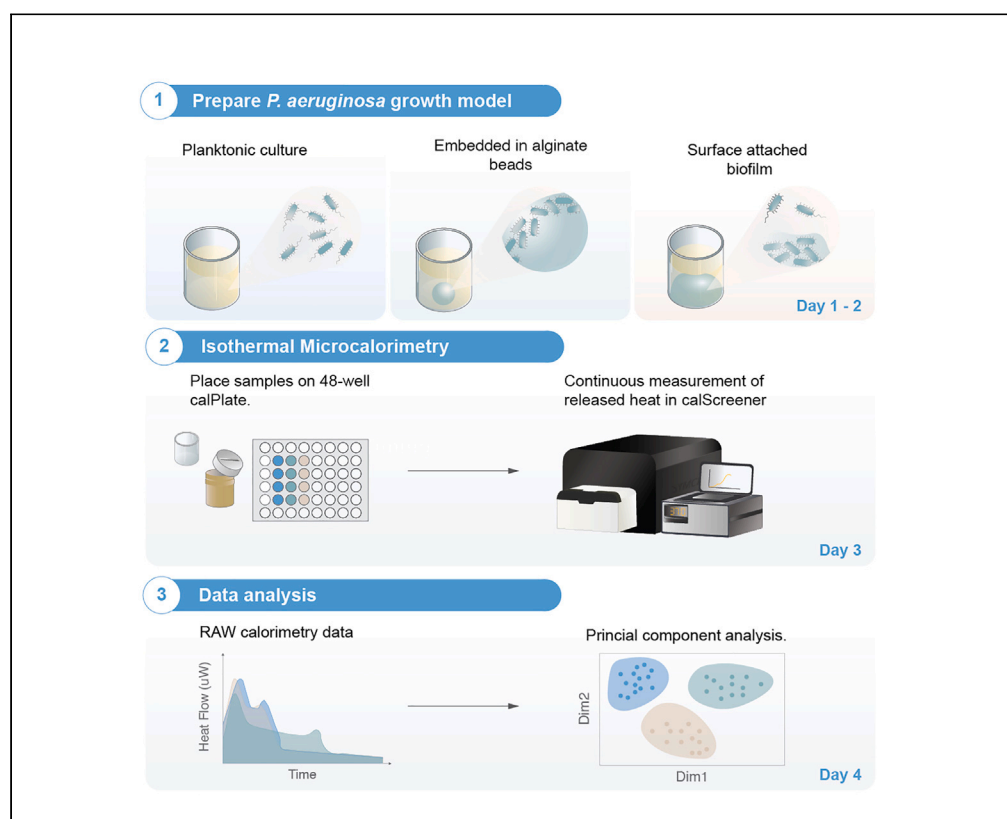 1
Prepare P. aeruginosa growth model
Planktonic culture
Embedded in alginate
beads
Surface attached
biofilm
Day 1 - 2
2
Isothermal Microcalorimetry
Place samples on 48-well
calPlate.
Continuous measurement of
released heat in calScreener
Day 3
3
Data analysis
RAW calorimetry data
Heat Flow (uW)
Time
Princial component analysis.
Dim2
Dim1
Day 4